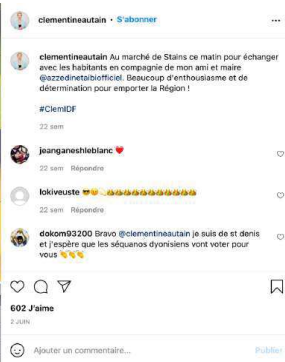 clementineautain • S'abonner
clementineautain Au marché de Stains ce matin pour échanger
avec les habitants en compagnie de mon ami et maire
@azzedinetaibiofficiel. Beaucoup d'enthousiasme et de
détermination pour emporter la Région !
#ClemIDF
22 sem
jeanganeshleblanc ❤️
22 sem Répondre
lokiveuste
22 sem Répondre
dokom93200 Bravo @clementineautain je suis de st denis
et j'espère que les séquanos dyonisiens vont voter pour
vous 👏👏👏
602 J'aime
2 JUIN
Ajouter un commentaire...
Publier